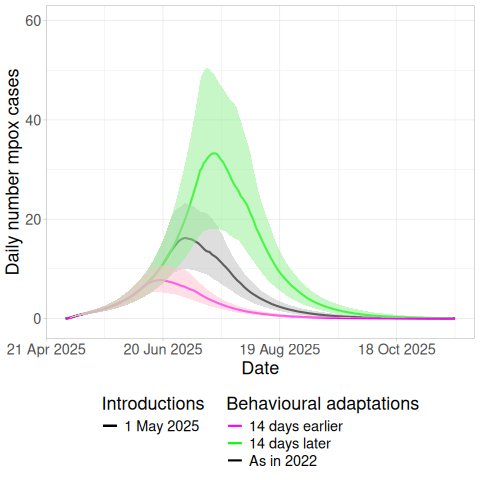 Daily number mpox cases
60
40
20
0
21 Apr 2025 20 Jun 2025 19 Aug 2025 18 Oct 2025
Date
Introductions
1 May 2025
Behavioural adaptations
14 days earlier
14 days later
As in 2022